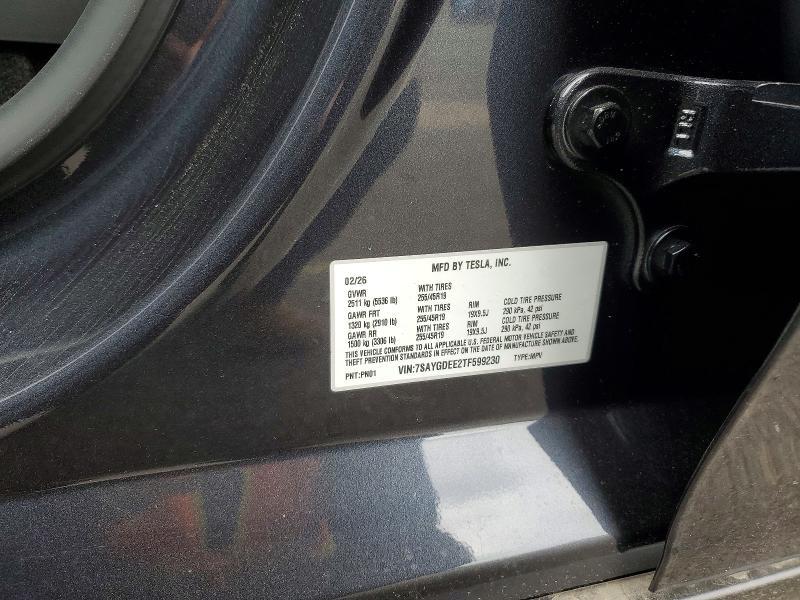 MFD BY TESLA, INC.
02/26
GVWR WITH TIRES
2511 kg (5536 lb) 255/45R19
GAWR FRT WITH TIRES RIM COLD TIRE PRESSURE
1320 kg (2910 lb) 255/45R19 19X9.5J 290 kPa, 42 psi
GAWR RR WITH TIRES RIM COLD TIRE PRESSURE
1500 kg (3306 lb) 255/45R19 19X9.5J 290 kPa, 42 psi
THIS VEHICLE CONFORMS TO ALL APPLICABLE U.S. FEDERAL MOTOR VEHICLE SAFETY AND
THEFT PREVENTION STANDARDS IN EFFECT ON THE DATE OF MANUFACTURE SHOWN ABOVE.
PNT:PN01 VIN:7SAYGDEE2TF599230 TYPE:MPV